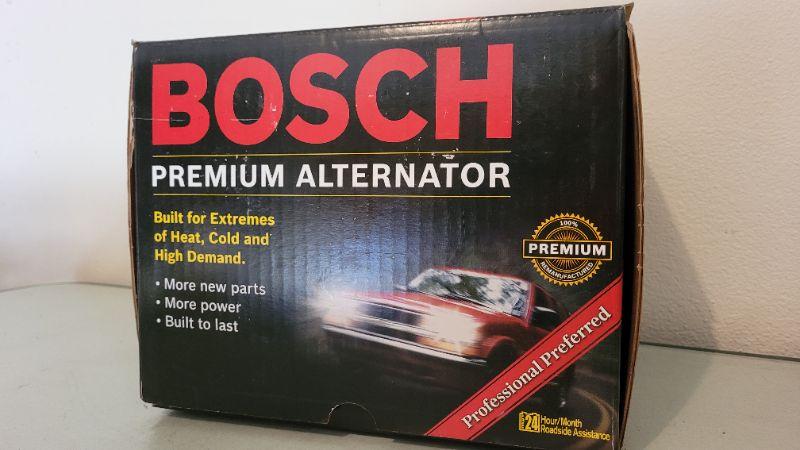 BOSCH
PREMIUM ALTERNATOR
Built for Extremes
of Heat, Cold and
High Demand.
• More new parts
• More power
• Built to last
100%
PREMIUM
REMANUFACTURED
Professional Preferred
24 Hour/Month
Roadside Assistance